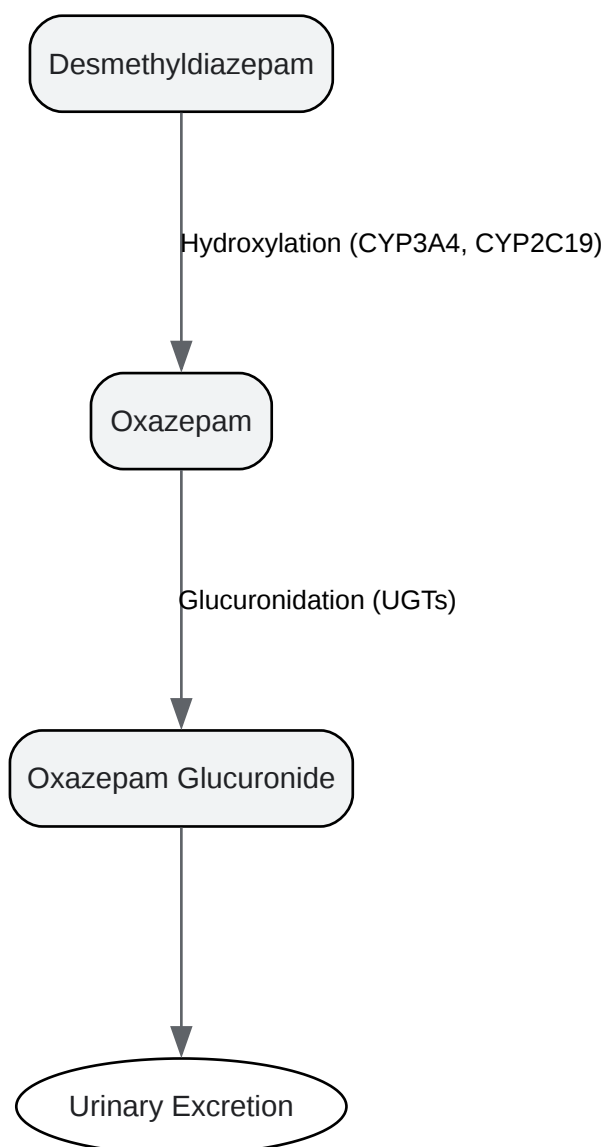 Desmethyldiazepam
Hydroxylation (CYP3A4, CYP2C19)
Oxazepam
Glucuronidation (UGTs)
Oxazepam Glucuronide
Urinary Excretion